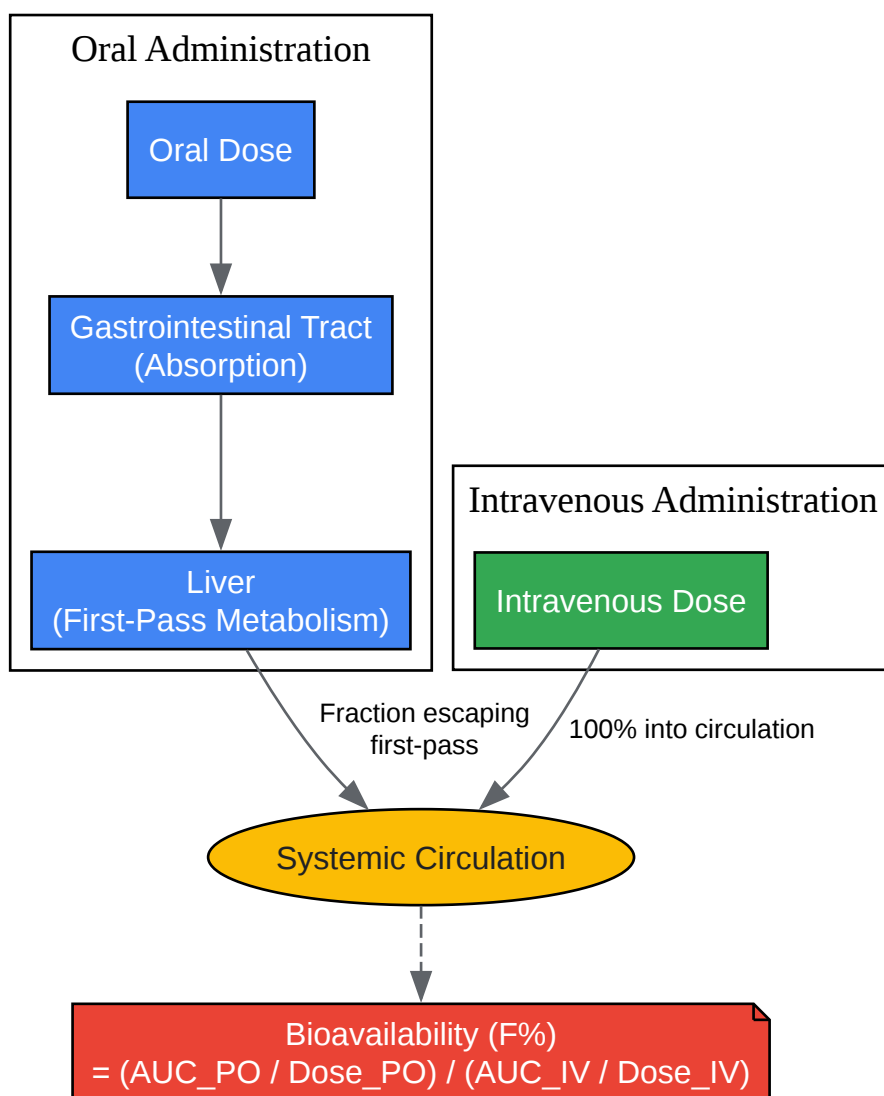 Oral Administration
Oral Dose
Gastrointestinal Tract
(Absorption)
Liver
(First-Pass Metabolism)
Intravenous Administration
Intravenous Dose
Fraction escaping
first-pass
100% into circulation
Systemic Circulation
Bioavailability (F%)
= (AUC_PO / Dose_PO) / (AUC_IV / Dose_IV)